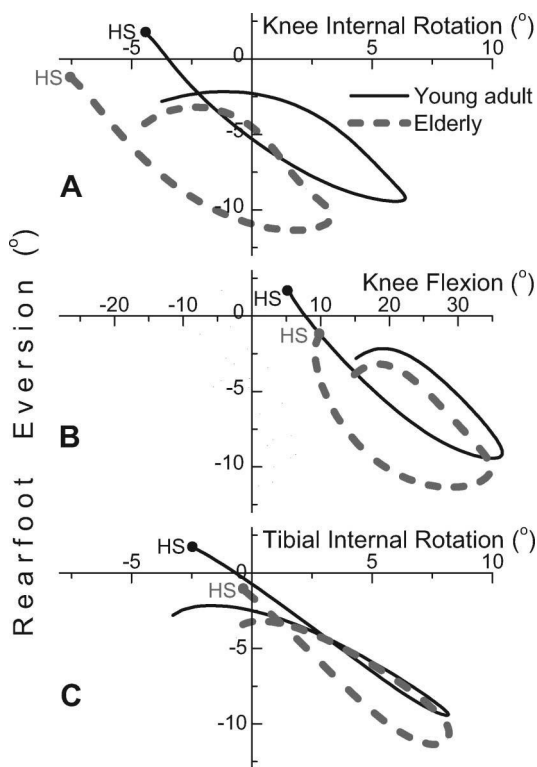 HS
Knee Internal Rotation (°)
-5
0
5
10
HS
Young adult
Elderly
-5
A
-10
Knee Flexion (°)
HS
-20
-10
0
10
20
30
HS
-5
B
-10
Tibial Internal Rotation (°)
HS
-5
0
5
10
HS
-5
C
-10
Rearfoot Eversion (°)